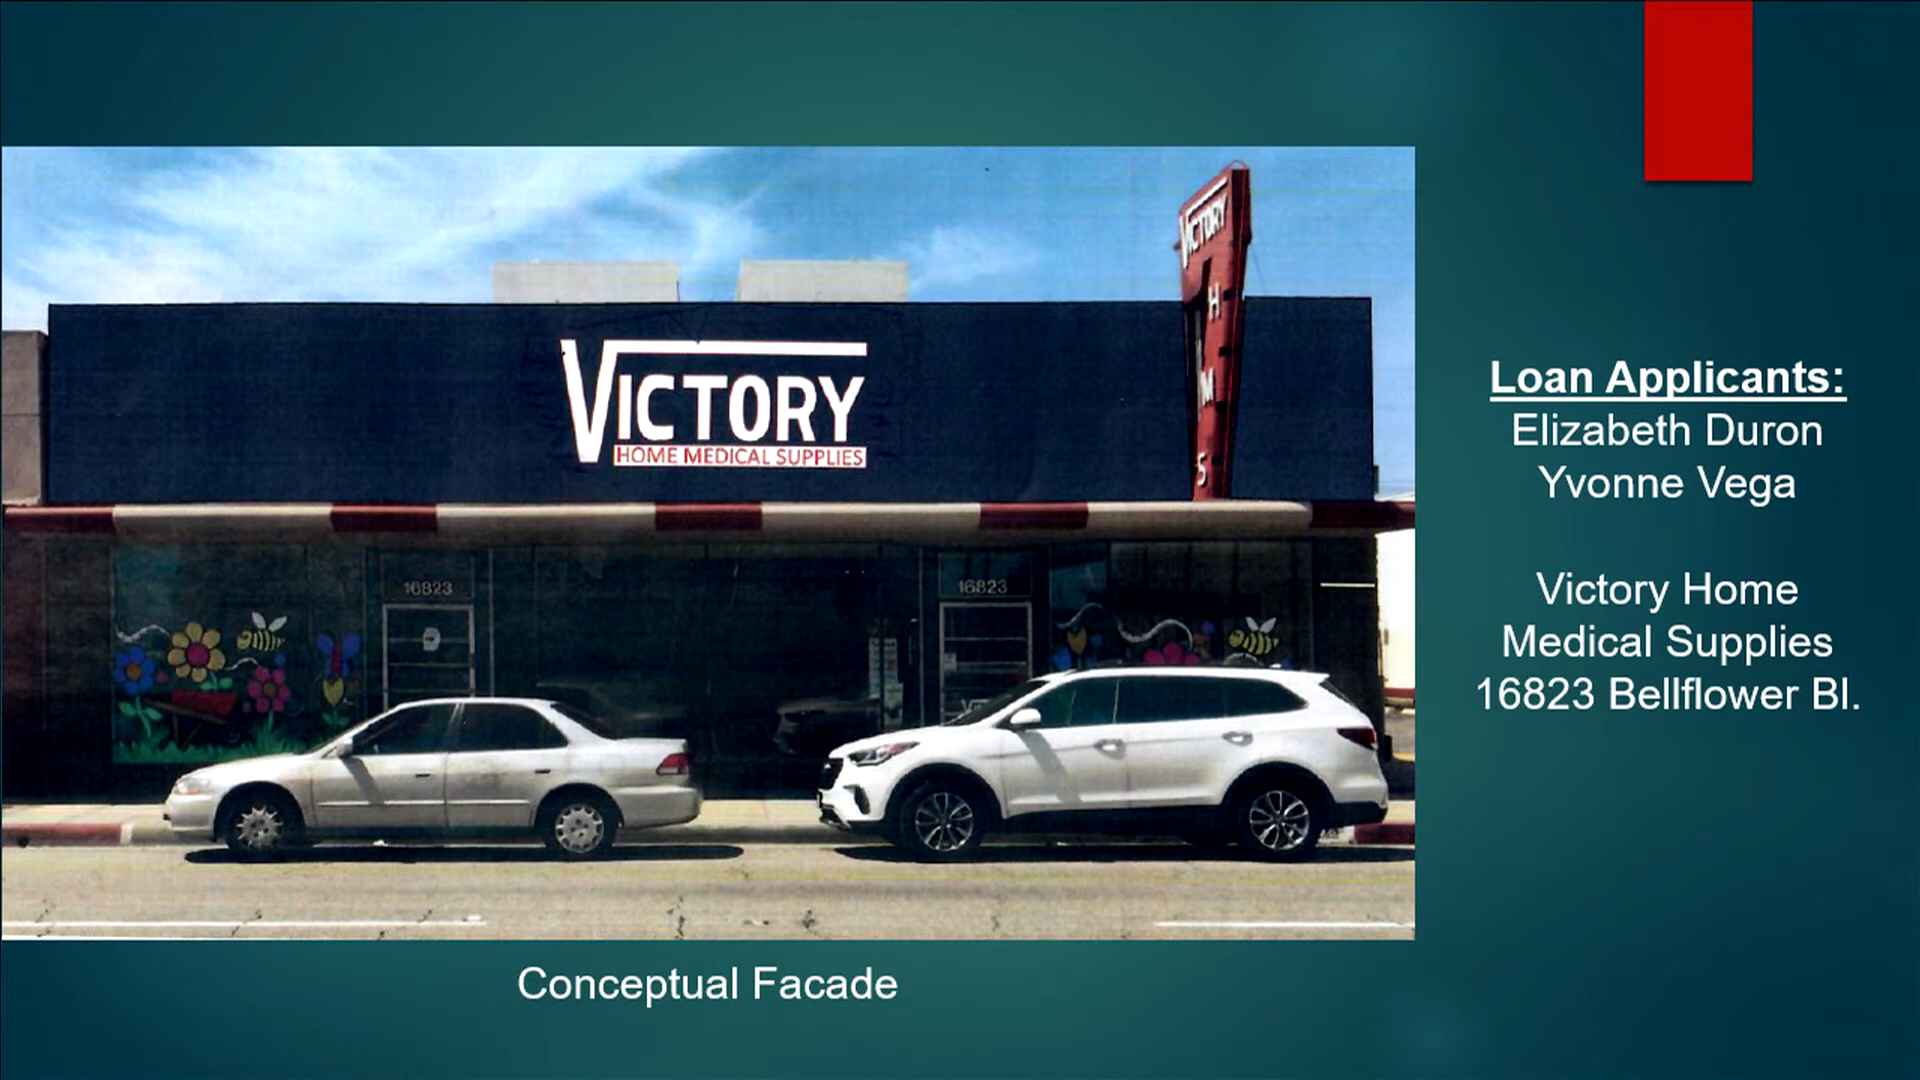 VICTORY
HOME MEDICAL SUPPLIES
VICTORY
H
M
S
16823
16823
Loan Applicants:
Elizabeth Duron
Yvonne Vega
Victory Home
Medical Supplies
16823 Bellflower Bl.
Conceptual Facade